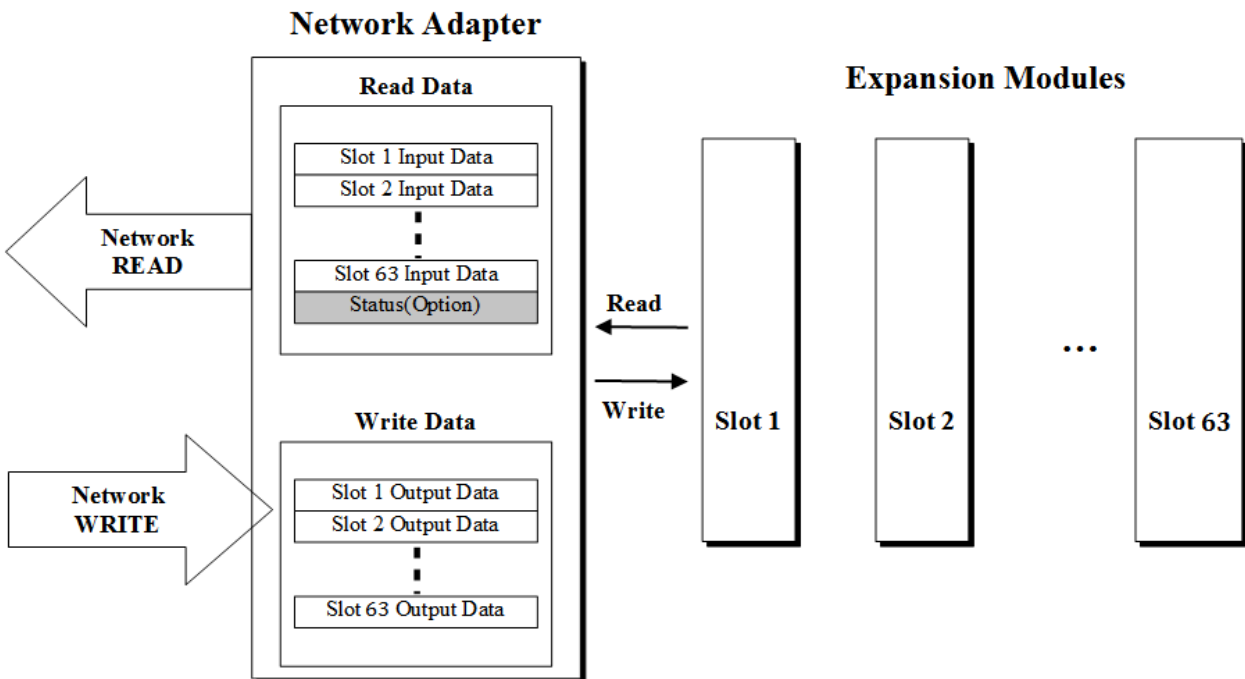 Network Adapter
Read Data
Slot 1 Input Data
Slot 2 Input Data
Slot 63 Input Data
Status(Option)
Network
READ
Write Data
Slot 1 Output Data
Slot 2 Output Data
Slot 63 Output Data
Network
WRITE
Read
Write
Expansion Modules
Slot 1
Slot 2
...
Slot 63